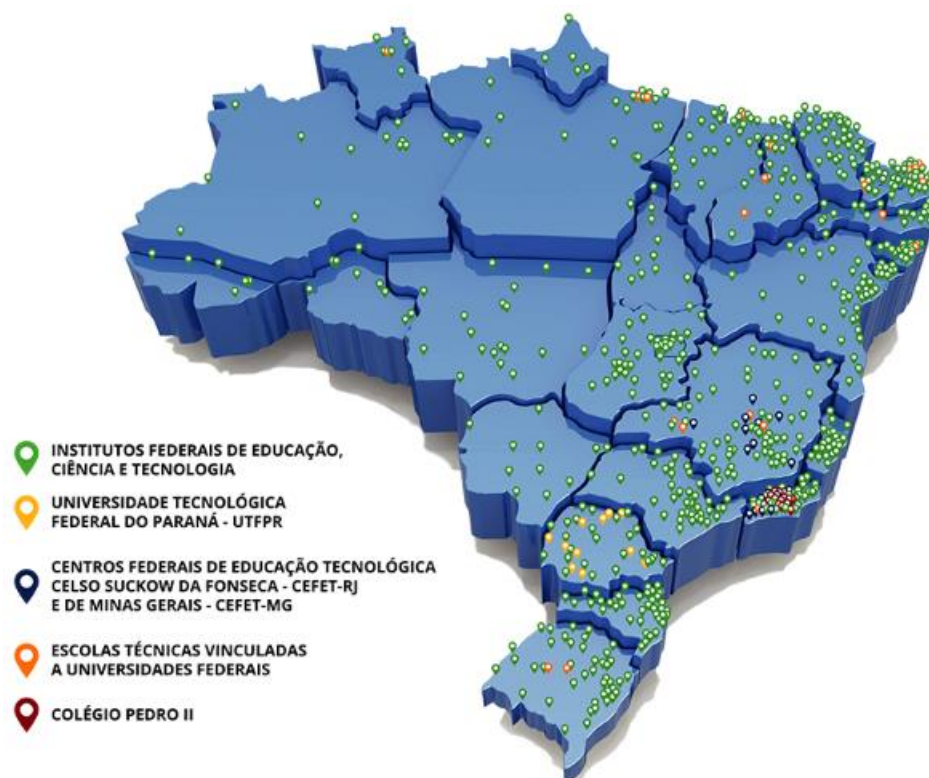 INSTITUTOS FEDERAIS DE EDUCAÇÃO,
CIÊNCIA E TECNOLOGIA
UNIVERSIDADE TECNOLÓGICA
FEDERAL DO PARANÁ - UTFPR
CENTROS FEDERAIS DE EDUCAÇÃO TECNOLÓGICA
CELSO SUCKOW DA FONSECA - CEFET-RJ
E DE MINAS GERAIS - CEFET-MG
ESCOLAS TÉCNICAS VINCULADAS
A UNIVERSIDADES FEDERAIS
COLÉGIO PEDRO II